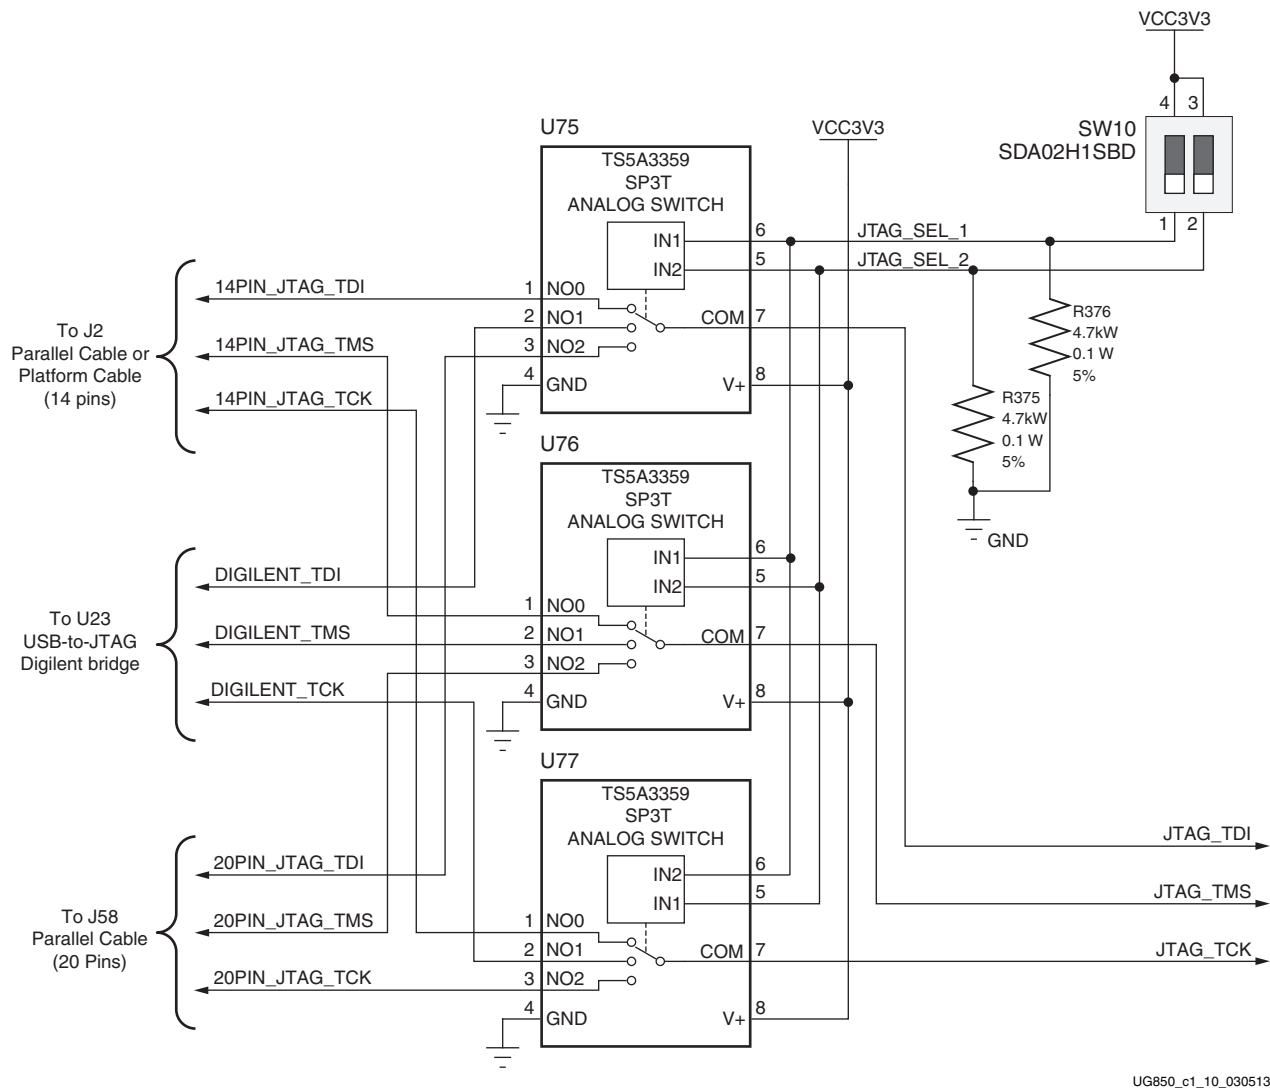 VCC3V3
4 3
SW10
SDA02H1SBD
1 2
VCC3V3
U75
TS5A3359
SP3T
ANALOG SWITCH
IN1 6 JTAG_SEL_1
IN2 5 JTAG_SEL_2
14PIN_JTAG_TDI 1 NO0
2 NO1 COM 7
14PIN_JTAG_TMS 3 NO2
4 GND V+ 8
14PIN_JTAG_TCK
To J2
Parallel Cable or
Platform Cable
(14 pins)
R376
4.7kW
0.1 W
5%
R375
4.7kW
0.1 W
5%
GND
U76
TS5A3359
SP3T
ANALOG SWITCH
IN1 6
IN2 5
DIGILENT_TDI
1 NO0
DIGILENT_TMS 2 NO1 COM 7
3 NO2
DIGILENT_TCK 4 GND V+ 8
To U23
USB-to-JTAG
Digilent bridge
U77
TS5A3359
SP3T
ANALOG SWITCH
JTAG_TDI
20PIN_JTAG_TDI IN2 6
IN1 5 JTAG_TMS
20PIN_JTAG_TMS 1 NO0
2 NO1 COM 7 JTAG_TCK
20PIN_JTAG_TCK 3 NO2
4 GND V+ 8
To J58
Parallel Cable
(20 Pins)
UG850_c1_10_030513